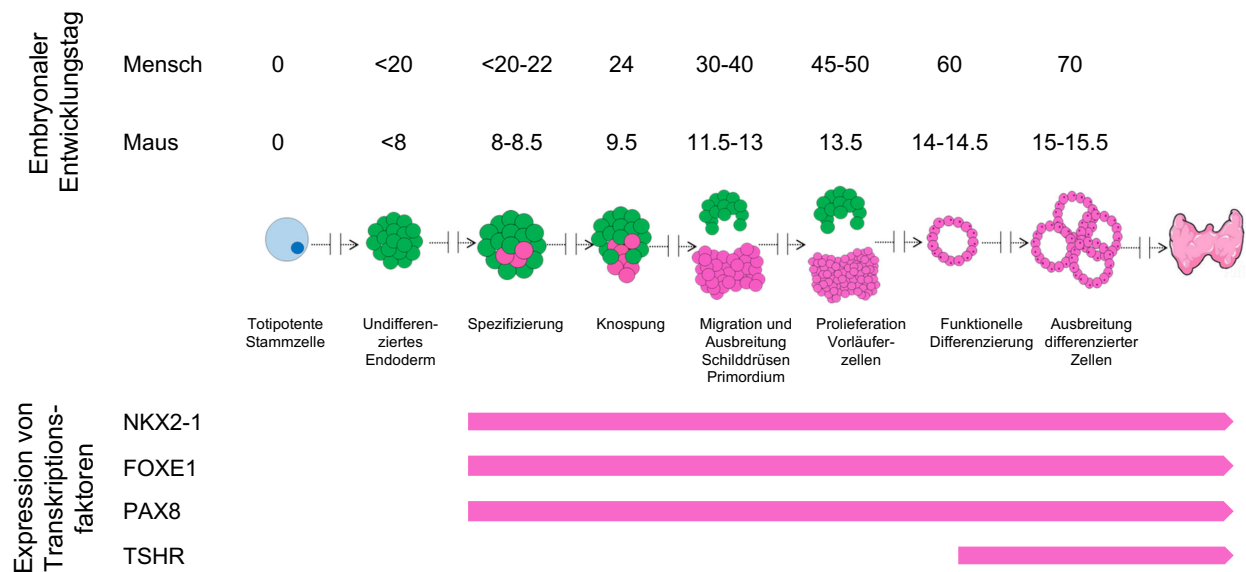 Embryonaler
Entwicklungstag
Mensch 0 <20 <20-22 24 30-40 45-50 60 70
Maus 0 <8 8-8.5 9.5 11.5-13 13.5 14-14.5 15-15.5
Totipotente
Stammzelle
Undifferen-
ziertes
Endoderm
Spezifizierung
Knospung
Migration und
Ausbreitung
Schilddrüsen
Primordium
Prolieferation
Vorläufer-
zellen
Funktionelle
Differenzierung
Ausbreitung
differenzierter
Zellen
Expression von
Transkriptions-
faktoren
NKX2-1
FOXE1
PAX8
TSHR